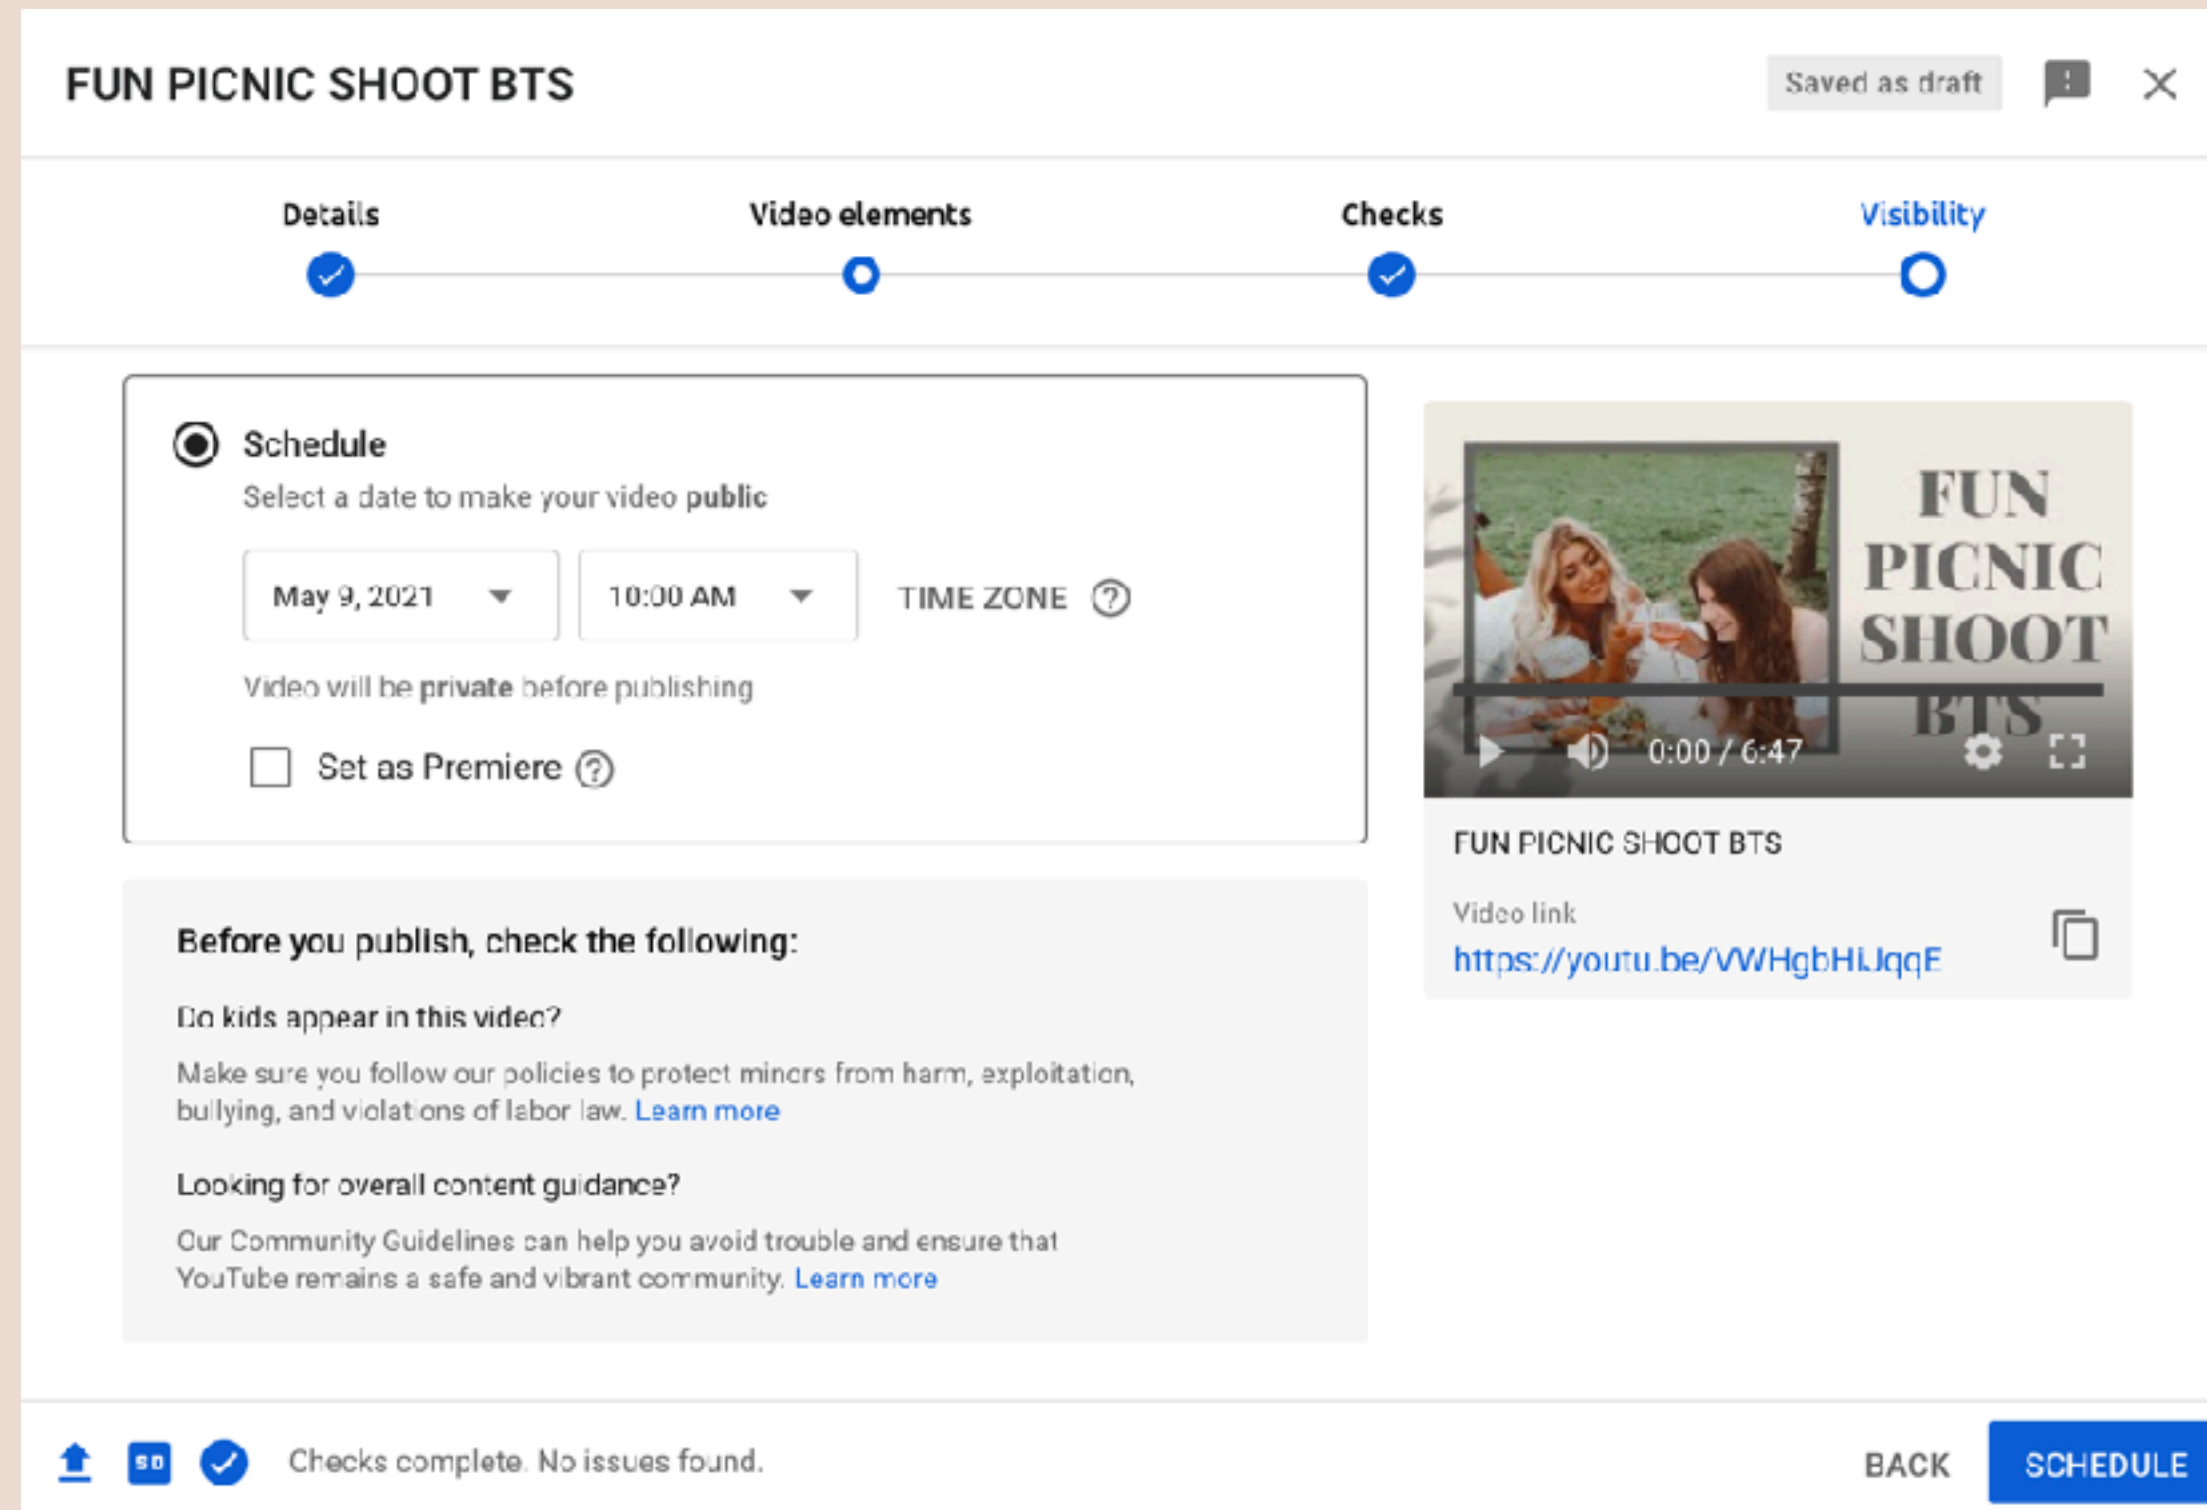 FUN PICNIC SHOOT BTS
Saved as draft
Details
Video elements
Checks
Visibility
Schedule
Select a date to make your video public
May 9, 2021
10:00 AM
TIME ZONE
Video will be private before publishing
Set as Premiere
FUN
PICNIC
SHOOT
BTS
0:00 / 6:47
FUN PICNIC SHOOT BTS
Video link
Before you publish, check the following:
Do kids appear in this video?
Make sure you follow our policies to protect minors from harm, exploitation,
bullying, and violations of labor law. Learn more
Looking for overall content guidance?
Our Community Guidelines can help you avoid trouble and ensure that
YouTube remains a safe and vibrant community. Learn more
SD
Checks complete. No issues found.
BACK
SCHEDULE